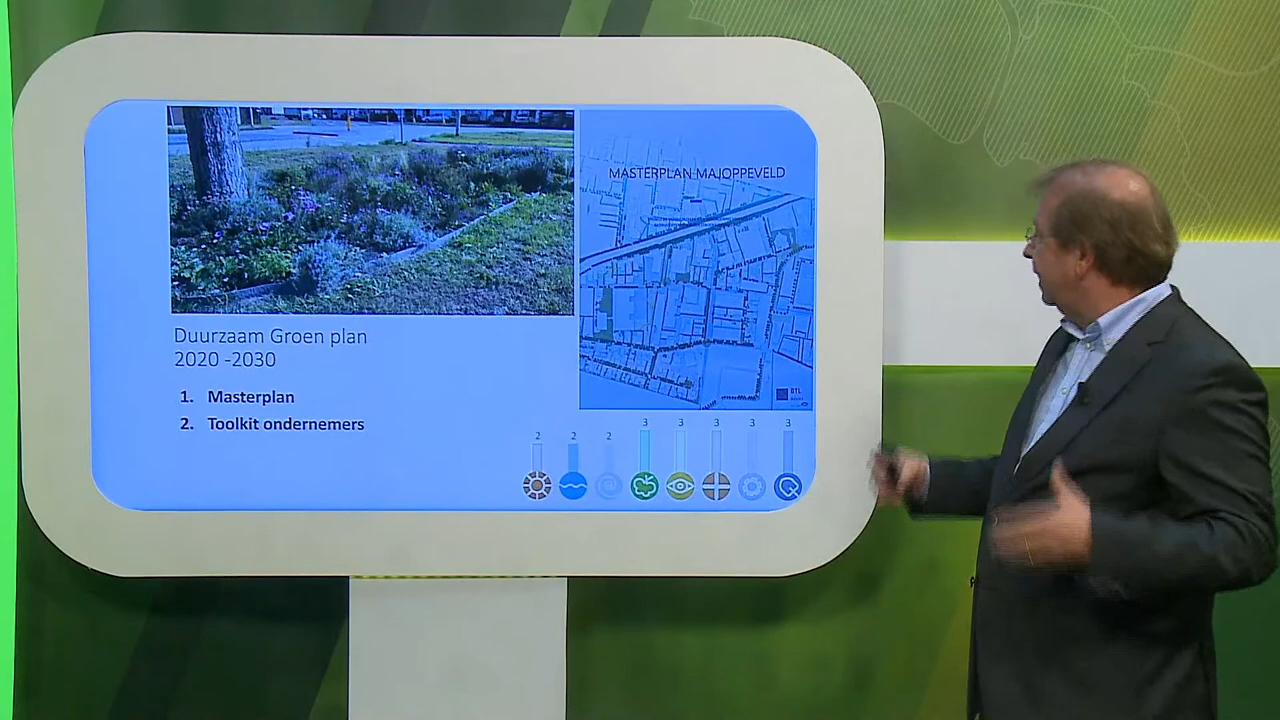 MASTERPLAN MAJOPPEVELD
Duurzaam Groen plan
2020 -2030
1. Masterplan
2. Toolkit ondernemers
2 2 2 3 3 3 3 3